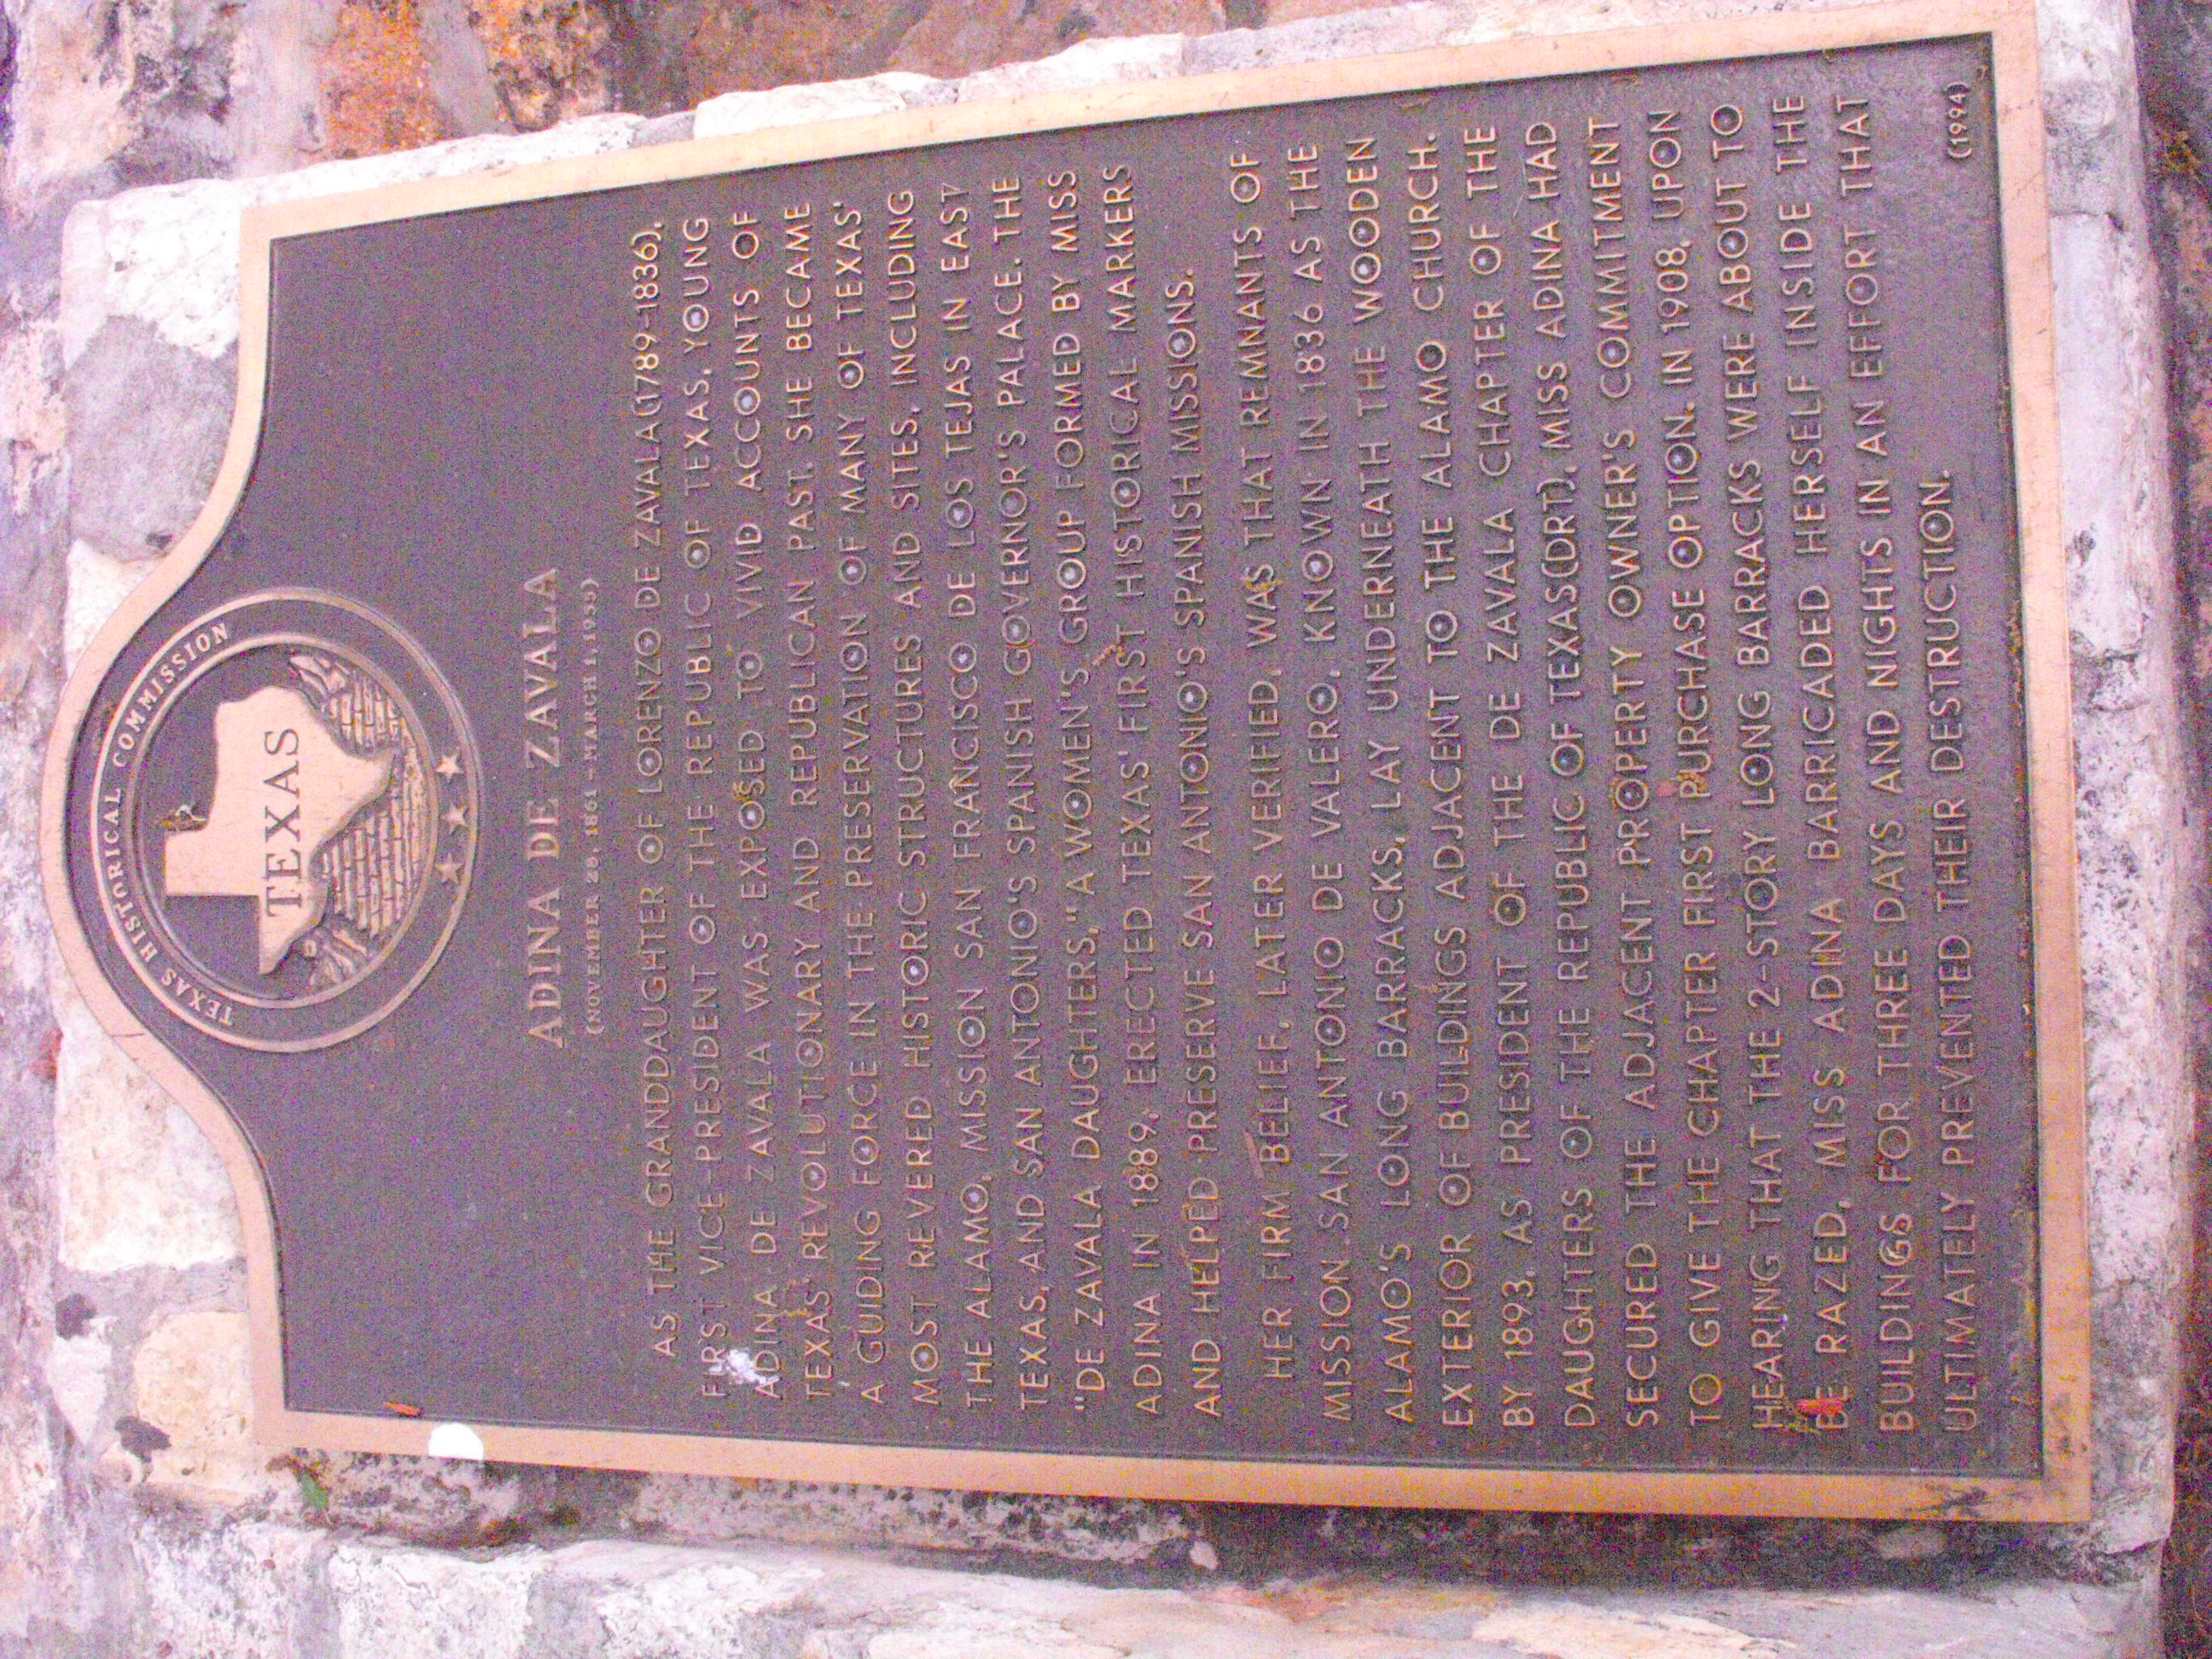 TEXAS HISTORICAL COMMISSION
TEXAS
ADINA DE ZAVALA
(NOVEMBER 28, 1861 - MARCH 1, 1955)
AS THE GRANDDAUGHTER OF LORENZO DE ZAVALA (1789-1836),
FIRST VICE-PRESIDENT OF THE REPUBLIC OF TEXAS, YOUNG
ADINA DE ZAVALA WAS EXPOSED TO VIVID ACCOUNTS OF
TEXAS' REVOLUTIONARY AND REPUBLICAN PAST. SHE BECAME
A GUIDING FORCE IN THE PRESERVATION OF MANY OF TEXAS'
MOST REVERED HISTORIC STRUCTURES AND SITES, INCLUDING
THE ALAMO, MISSION SAN FRANCISCO DE LOS TEJAS IN EAST
TEXAS, AND SAN ANTONIO'S SPANISH GOVERNOR'S PALACE. THE
"DE ZAVALA DAUGHTERS," A WOMEN'S GROUP FORMED BY MISS
ADINA IN 1889, ERECTED TEXAS' FIRST HISTORICAL MARKERS
AND HELPED PRESERVE SAN ANTONIO'S SPANISH MISSIONS.
HER FIRM BELIEF, LATER VERIFIED, WAS THAT REMNANTS OF
MISSION SAN ANTONIO DE VALERO, KNOWN IN 1836 AS THE
ALAMO'S LONG BARRACKS, LAY UNDERNEATH THE WOODEN
EXTERIOR OF BUILDINGS ADJACENT TO THE ALAMO CHURCH.
BY 1893, AS PRESIDENT OF THE DE ZAVALA CHAPTER OF THE
DAUGHTERS OF THE REPUBLIC OF TEXAS (DRT), MISS ADINA HAD
SECURED THE ADJACENT PROPERTY OWNER'S COMMITMENT
TO GIVE THE CHAPTER FIRST PURCHASE OPTION. IN 1908, UPON
HEARING THAT THE 2-STORY LONG BARRACKS WERE ABOUT TO
BE RAZED, MISS ADINA BARRICADED HERSELF INSIDE THE
BUILDINGS FOR THREE DAYS AND NIGHTS IN AN EFFORT THAT
ULTIMATELY PREVENTED THEIR DESTRUCTION.
(1994)